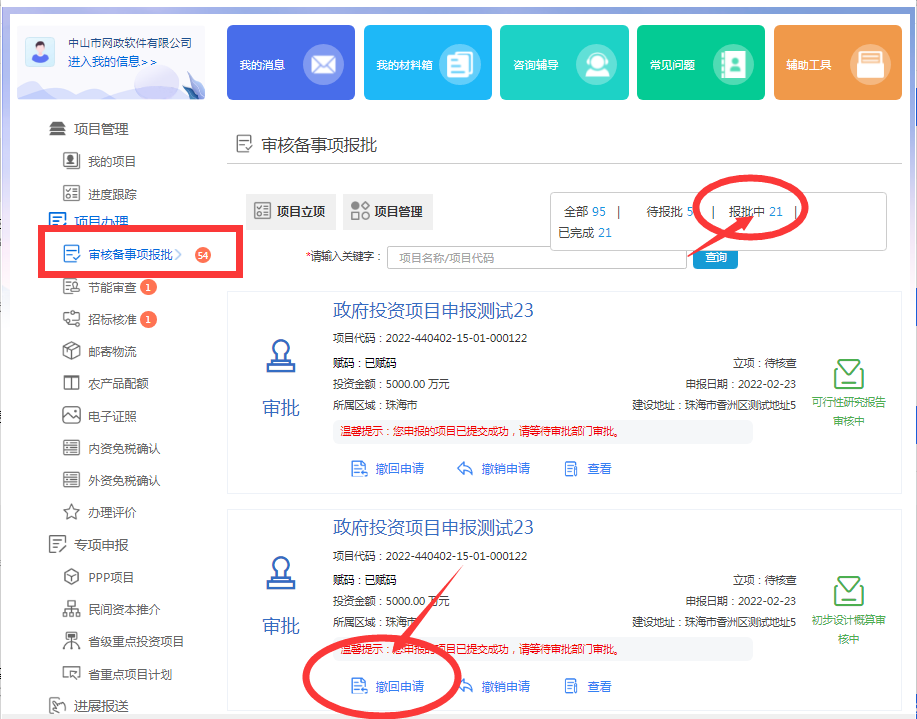 中山市网政软件有限公司
进入我的信息>>
我的消息
我的材料箱
咨询辅导
常见问题
辅助工具
项目管理
我的项目
进度跟踪
项目办理
审核备事项报批 54
节能审查 1
招标核准 1
邮寄物流
农产品配额
电子证照
内资免税确认
外资免税确认
办理评价
专项申报
PPP项目
民间资本推介
省级重点投资项目
省重点项目计划
进展报送
审核备事项报批
项目立项 项目管理
全部 95 | 待报批 5 | 报批中 21 |
已完成 21
*请输入关键字： 项目名称/项目代码 查询
政府投资项目申报测试23
项目代码：2022-440402-15-01-000122
赋码：已赋码 立项：待核查
投资金额：5000.00 万元 申报日期：2022-02-23
所属区域：珠海市 建设地址：珠海市香洲区测试地址5
温馨提示：您申报的项目已提交成功，请等待审批部门审批。
撤回申请 撤销申请 查看
审批
可行性研究报告
审核中
政府投资项目申报测试23
项目代码：2022-440402-15-01-000122
赋码：已赋码 立项：待核查
投资金额：5000.00 万元 申报日期：2022-02-23
所属区域：珠海市 建设地址：珠海市香洲区测试地址5
温馨提示：您申报的项目已提交成功，请等待审批部门审批。
撤回申请 撤销申请 查看
审批
初步设计概算审
核中